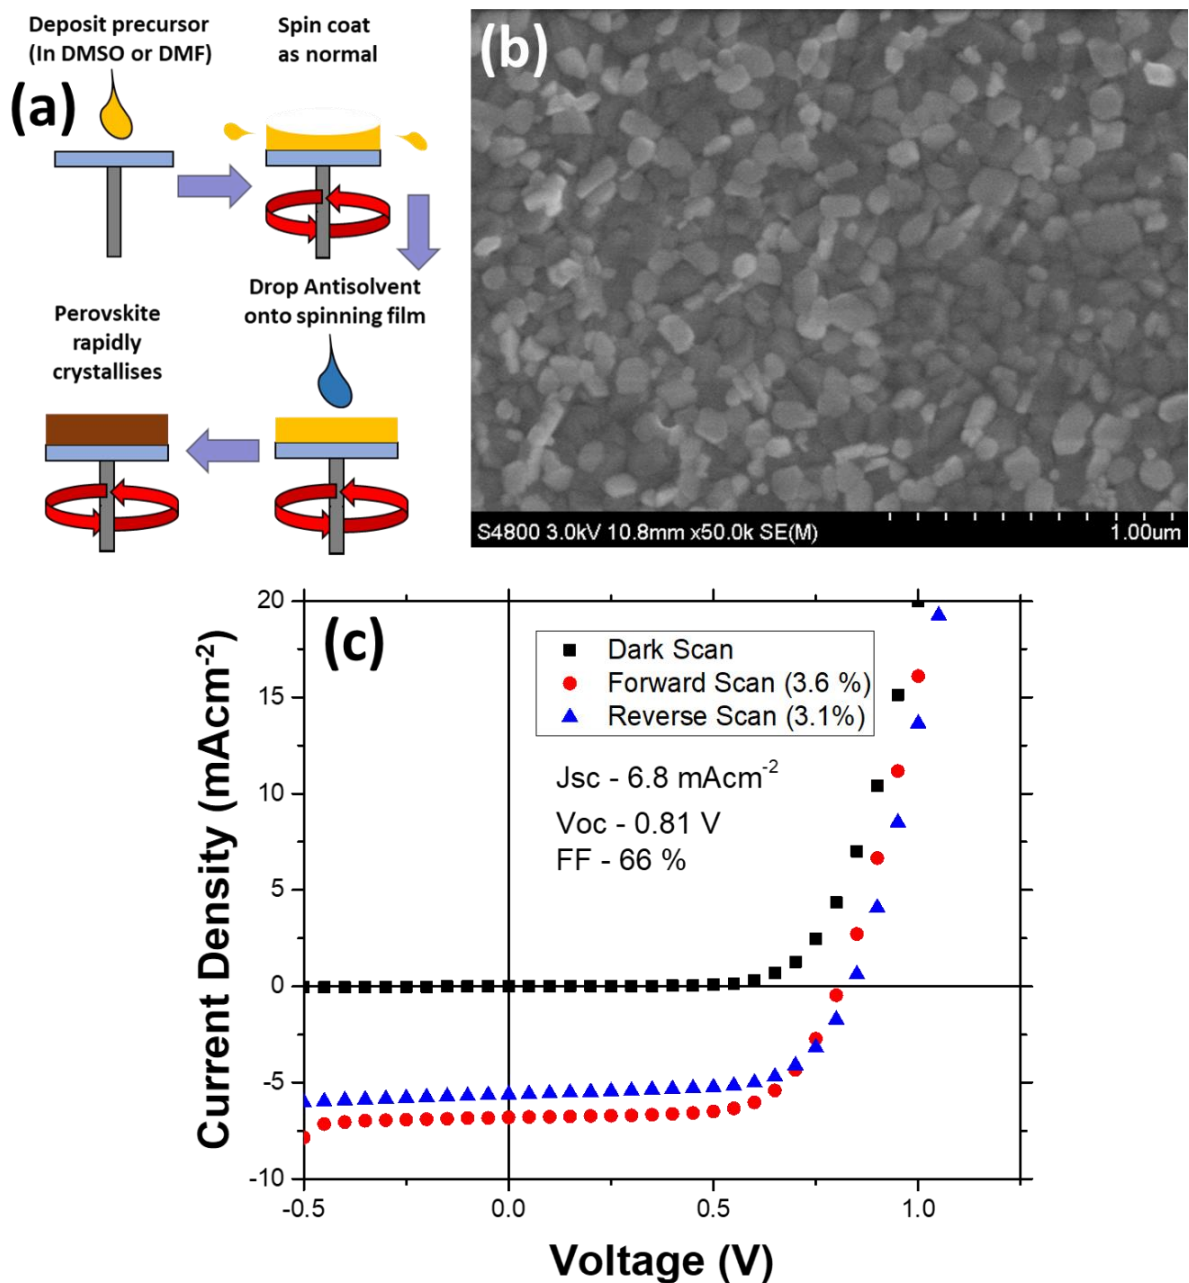 (a)
Deposit precursor
(In DMSO or DMF)
Spin coat
as normal
Drop Antisolvent
onto spinning film
Perovskite
rapidly
crystallises
(b)
S4800 3.0kV 10.8mm x50.0k SE(M)
1.00um
(c)
Dark Scan
Forward Scan (3.6 %)
Reverse Scan (3.1%)
Jsc - 6.8 mAcm⁻²
Voc - 0.81 V
FF - 66 %
Current Density (mAcm⁻²)
20
15
10
5
0
-5
-10
-0.5
0.0
0.5
1.0
Voltage (V)